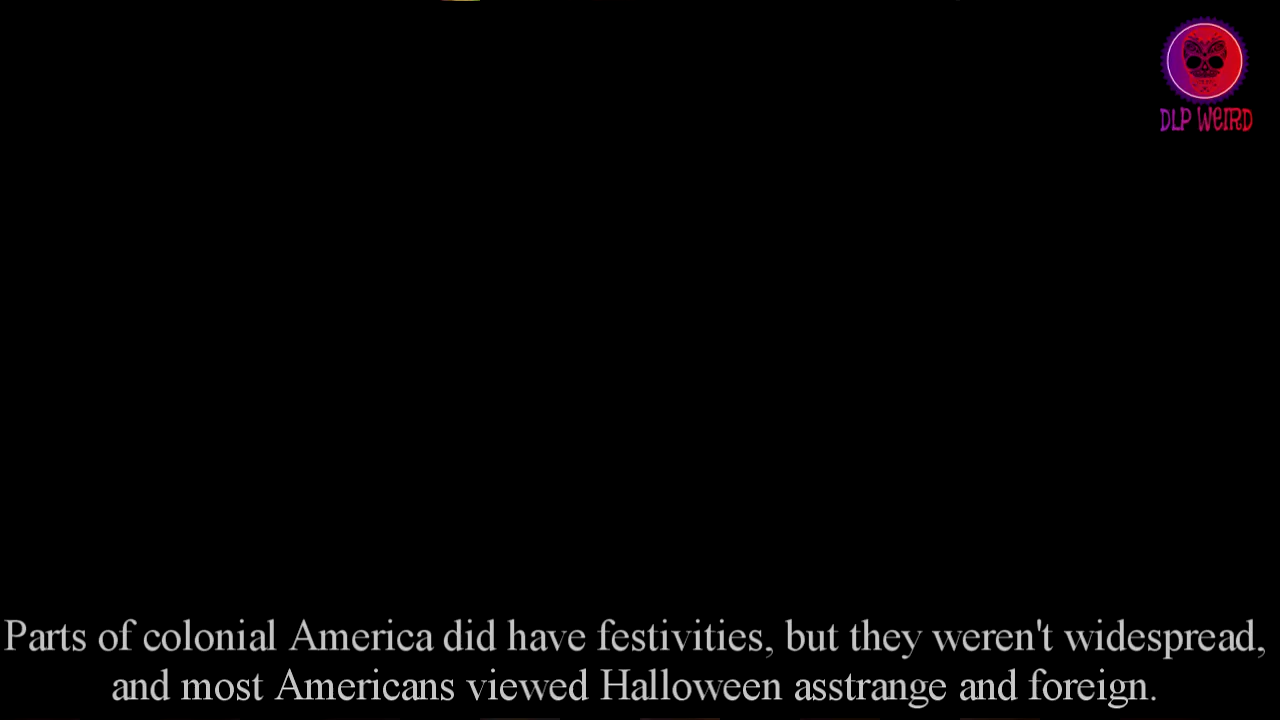 DLP WEIRD
Parts of colonial America did have festivities, but they weren't widespread,
and most Americans viewed Halloween asstrange and foreign.